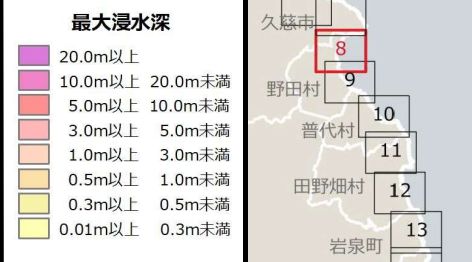 最大浸水深
20.0m以上
10.0m以上 20.0m未満
5.0m以上 10.0m未満
3.0m以上 5.0m未満
1.0m以上 3.0m未満
0.5m以上 1.0m未満
0.3m以上 0.5m未満
0.01m以上 0.3m未満
久慈市
8
9
野田村
10
普代村
11
田野畑村
12
13
岩泉町